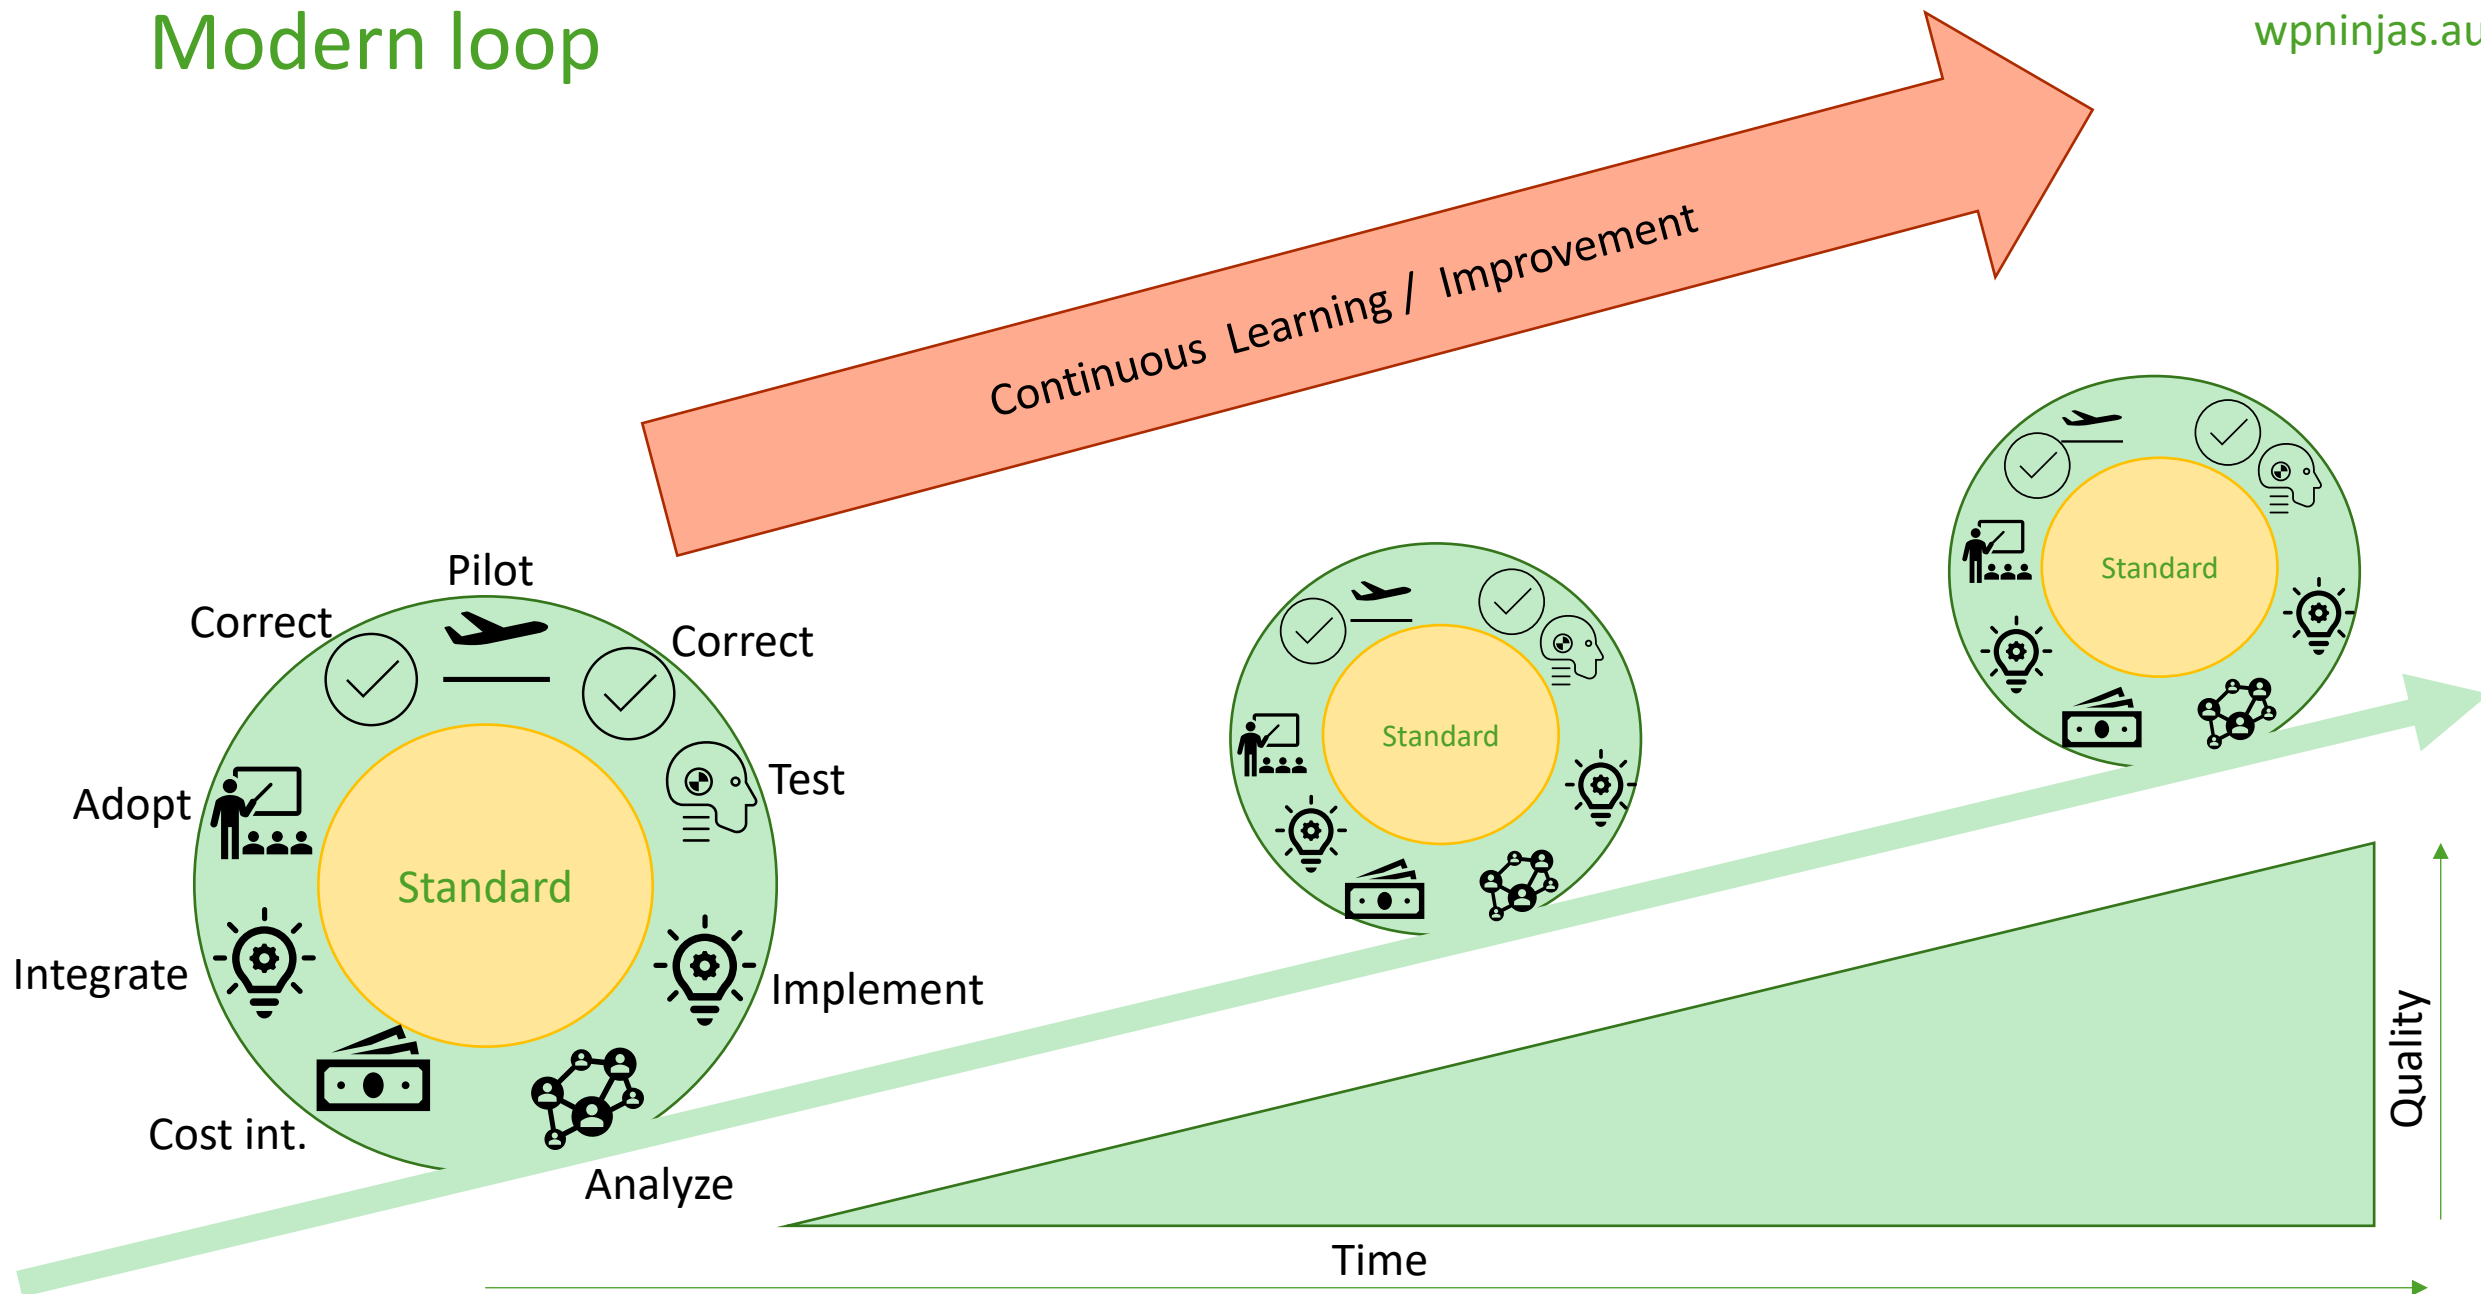 Modern loop
wpninjas.au
Continuous Learning / Improvement
Pilot
Correct
Correct
Test
Adopt
Standard
Integrate
Implement
Cost int.
Analyze
Standard
Standard
Quality
Time